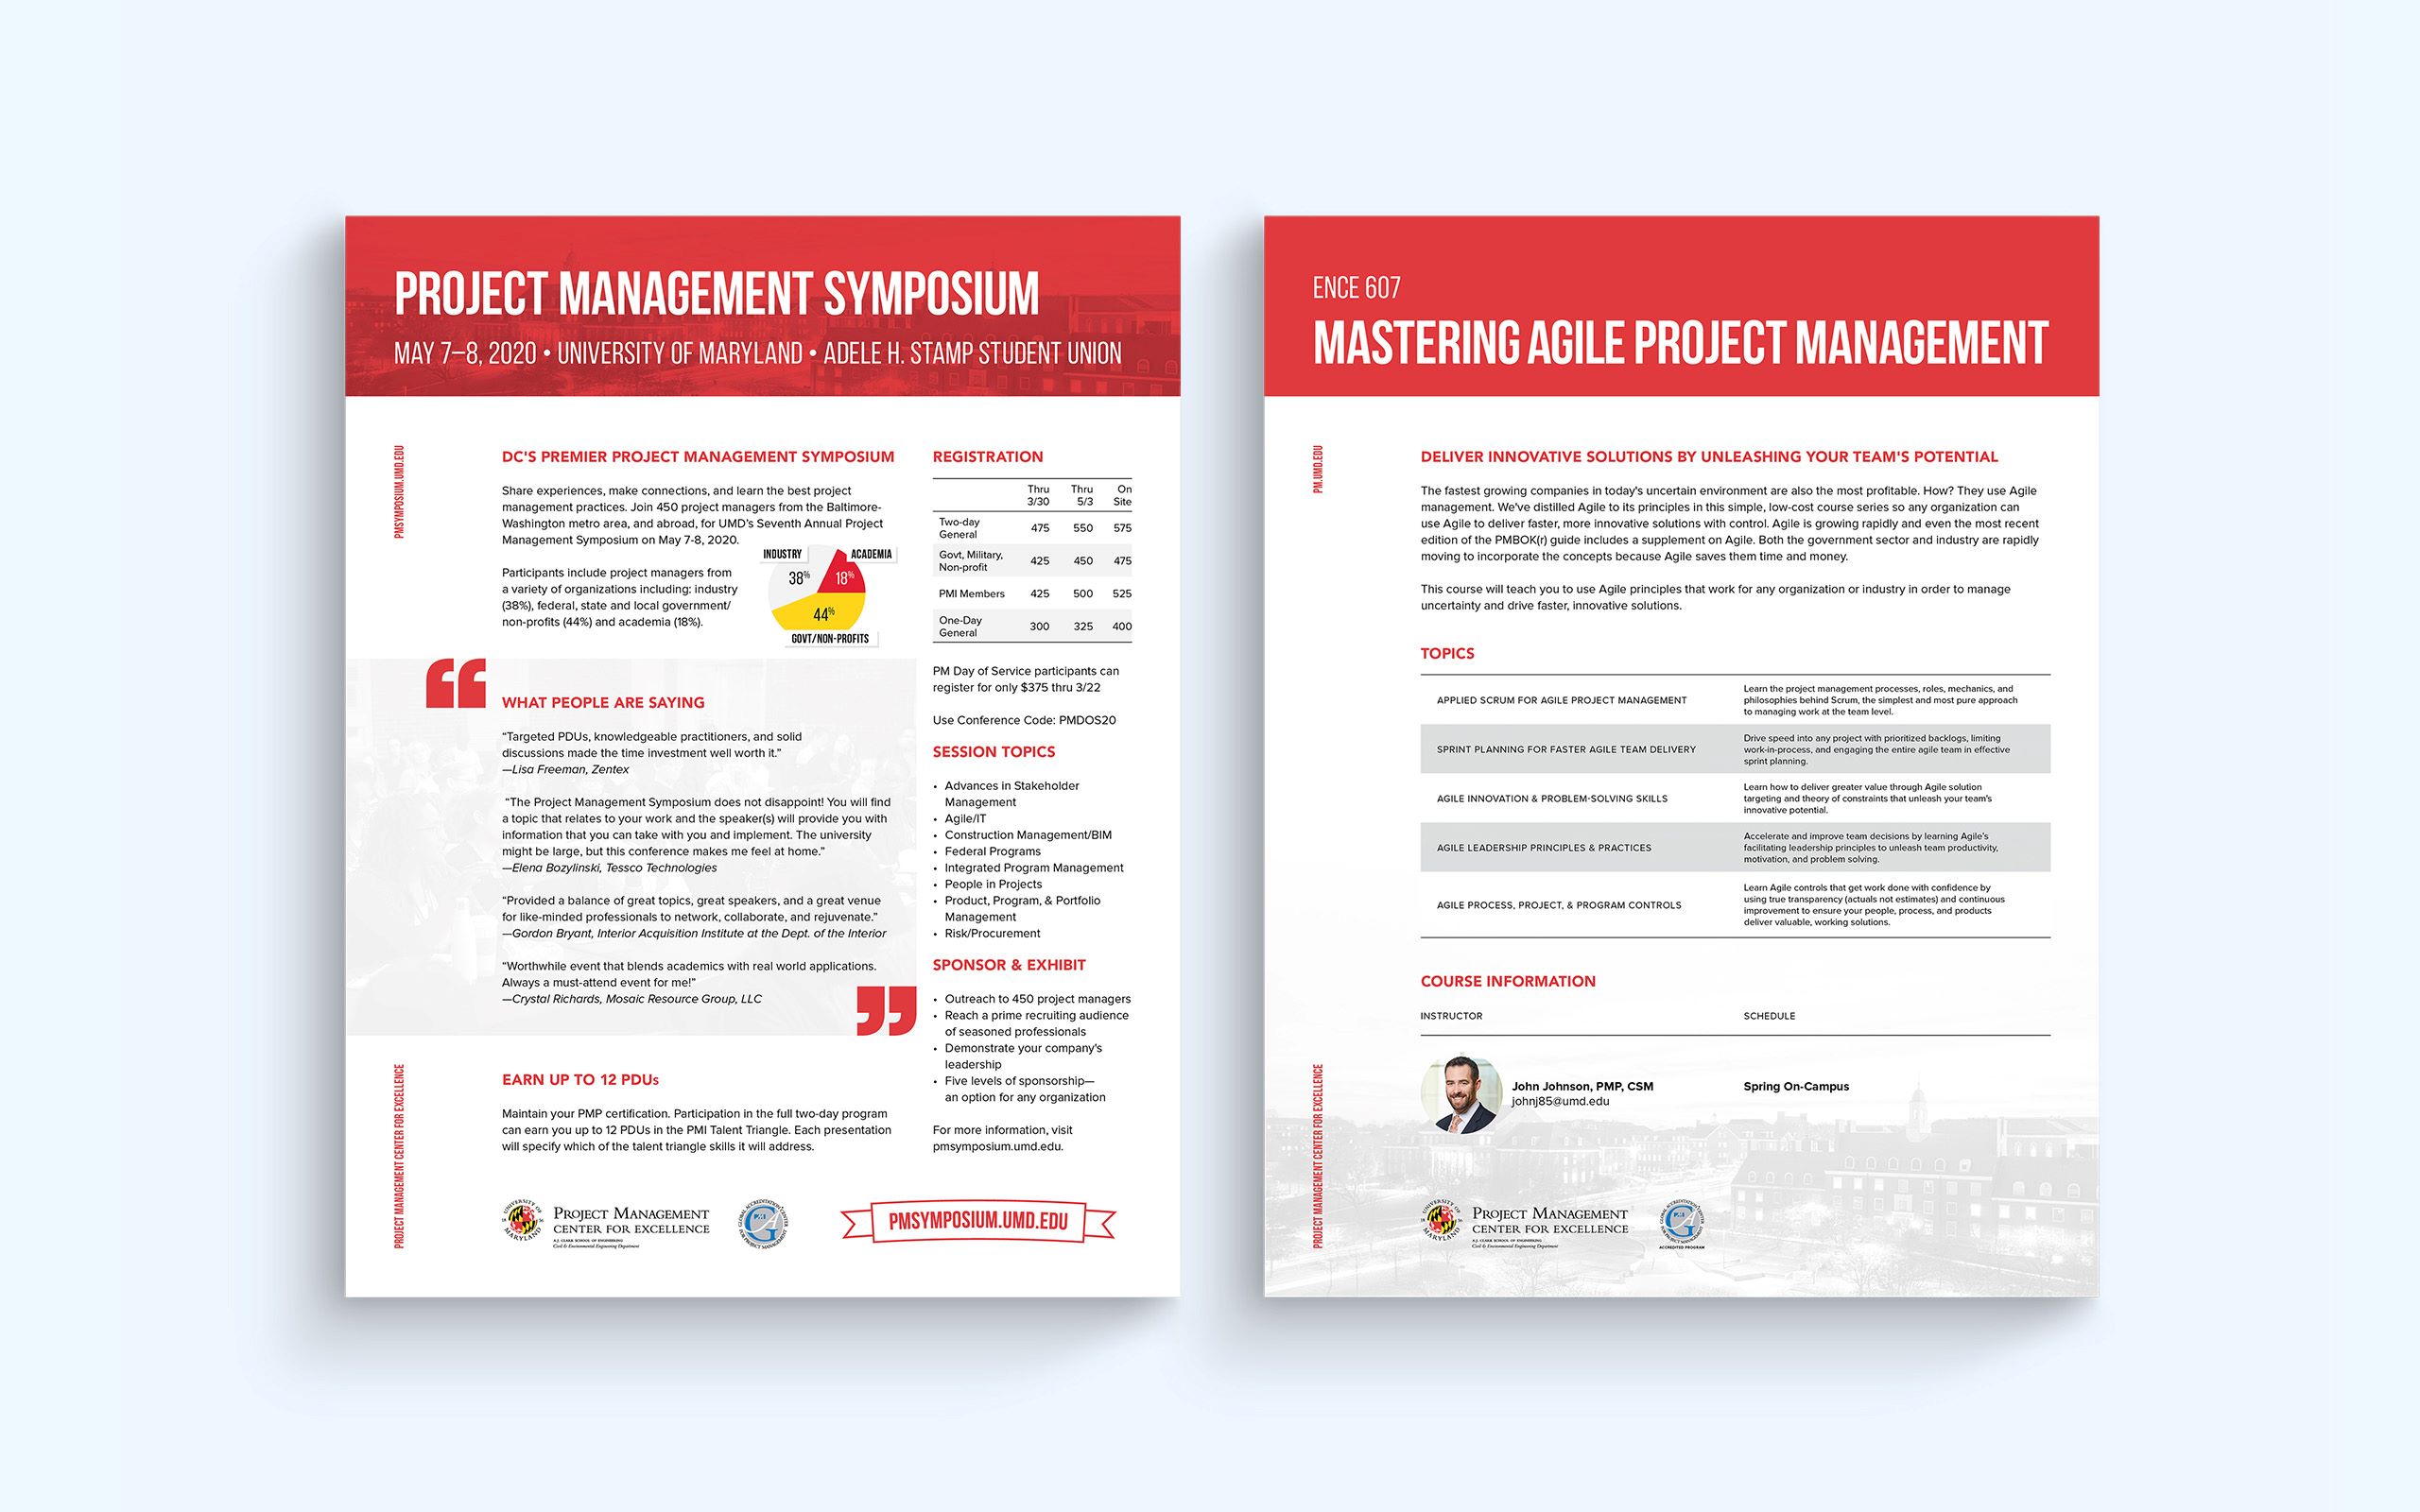 PROJECT MANAGEMENT SYMPOSIUM
MAY 7–8, 2020 • UNIVERSITY OF MARYLAND • ADELE H. STAMP STUDENT UNION
PMSYMPOSIUM.UMD.EDU
DC'S PREMIER PROJECT MANAGEMENT SYMPOSIUM
Share experiences, make connections, and learn the best project
management practices. Join 450 project managers from the Baltimore-
Washington metro area, and abroad, for UMD's Seventh Annual Project
Management Symposium on May 7-8, 2020.
Participants include project managers from
a variety of organizations including: industry
(38%), federal, state and local government/
non-profits (44%) and academia (18%).
INDUSTRY
ACADEMIA
38%
18%
44%
GOVT/NON-PROFITS
WHAT PEOPLE ARE SAYING
“Targeted PDUs, knowledgeable practitioners, and solid
discussions made the time investment well worth it.”
—Lisa Freeman, Zentex
“The Project Management Symposium does not disappoint! You will find
a topic that relates to your work and the speaker(s) will provide you with
information that you can take with you and implement. The university
might be large, but this conference makes me feel at home.”
—Elena Bozylinski, Tessco Technologies
“Provided a balance of great topics, great speakers, and a great venue
for like-minded professionals to network, collaborate, and rejuvenate.”
—Gordon Bryant, Interior Acquisition Institute at the Dept. of the Interior
“Worthwhile event that blends academics with real world applications.
Always a must-attend event for me!”
—Crystal Richards, Mosaic Resource Group, LLC
EARN UP TO 12 PDUs
Maintain your PMP certification. Participation in the full two-day program
can earn you up to 12 PDUs in the PMI Talent Triangle. Each presentation
will specify which of the talent triangle skills it will address.
REGISTRATION
Thru 3/30 Thru 5/3 On Site
Two-day General 475 550 575
Govt, Military, Non-profit 425 450 475
PMI Members 425 500 525
One-Day General 300 325 400
PM Day of Service participants can
register for only $375 thru 3/22
Use Conference Code: PMDOS20
SESSION TOPICS
• Advances in Stakeholder
Management
• Agile/IT
• Construction Management/BIM
• Federal Programs
• Integrated Program Management
• People in Projects
• Product, Program, & Portfolio
Management
• Risk/Procurement
SPONSOR & EXHIBIT
• Outreach to 450 project managers
• Reach a prime recruiting audience
of seasoned professionals
• Demonstrate your company's
leadership
• Five levels of sponsorship—
an option for any organization
For more information, visit
pmsymposium.umd.edu.
PROJECT MANAGEMENT CENTER FOR EXCELLENCE
UNIVERSITY OF MARYLAND
PROJECT MANAGEMENT
CENTER FOR EXCELLENCE
A.J. CLARK SCHOOL OF ENGINEERING
Civil & Environmental Engineering Department
PMSYMPOSIUM.UMD.EDU
ENCE 607
MASTERING AGILE PROJECT MANAGEMENT
PM.UMD.EDU
DELIVER INNOVATIVE SOLUTIONS BY UNLEASHING YOUR TEAM'S POTENTIAL
The fastest growing companies in today's uncertain environment are also the most profitable. How? They use Agile
management. We've distilled Agile to its principles in this simple, low-cost course series so any organization can
use Agile to deliver faster, more innovative solutions with control. Agile is growing rapidly and even the most recent
edition of the PMBOK(r) guide includes a supplement on Agile. Both the government sector and industry are rapidly
moving to incorporate the concepts because Agile saves them time and money.
This course will teach you to use Agile principles that work for any organization or industry in order to manage
uncertainty and drive faster, innovative solutions.
TOPICS
APPLIED SCRUM FOR AGILE PROJECT MANAGEMENT
Learn the project management processes, roles, mechanics, and
philosophies behind Scrum, the simplest and most pure approach
to managing work at the team level.
SPRINT PLANNING FOR FASTER AGILE TEAM DELIVERY
Drive speed into any project with prioritized backlogs, limiting
work-in-process, and engaging the entire agile team in effective
sprint planning.
AGILE INNOVATION & PROBLEM-SOLVING SKILLS
Learn how to deliver greater value through Agile solution
targeting and theory of constraints that unleash your team's
innovative potential.
AGILE LEADERSHIP PRINCIPLES & PRACTICES
Accelerate and improve team decisions by learning Agile's
facilitating leadership principles to unleash team productivity,
motivation, and problem solving.
AGILE PROCESS, PROJECT, & PROGRAM CONTROLS
Learn Agile controls that get work done with confidence by
using true transparency (actuals not estimates) and continuous
improvement to ensure your people, process, and products
deliver valuable, working solutions.
COURSE INFORMATION
INSTRUCTOR
SCHEDULE
John Johnson, PMP, CSM
johnj85@umd.edu
Spring On-Campus
PROJECT MANAGEMENT CENTER FOR EXCELLENCE
UNIVERSITY OF MARYLAND
PROJECT MANAGEMENT
CENTER FOR EXCELLENCE
A.J. CLARK SCHOOL OF ENGINEERING
Civil & Environmental Engineering Department
ACCREDITED PROGRAM